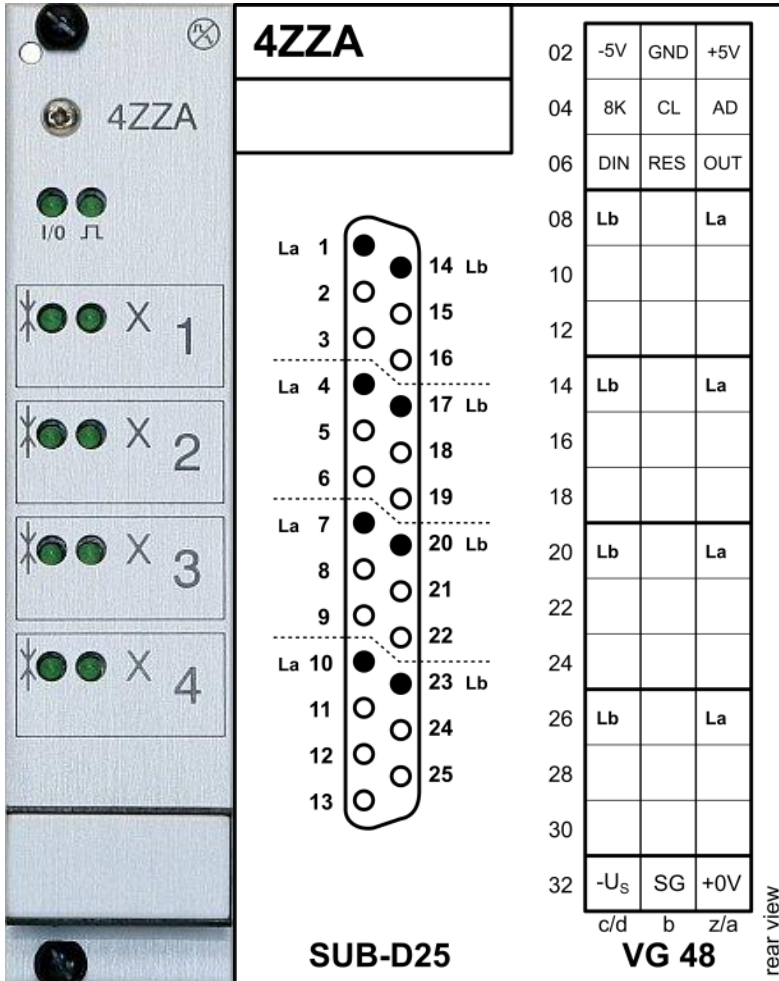 4ZZA
I/0
1
2
3
4
4ZZA
La 1
14 Lb
2
15
3
16
La 4
17 Lb
5
18
6
19
La 7
20 Lb
8
21
9
22
La 10
23 Lb
11
24
12
25
13
SUB-D25
02 -5V GND +5V
04 8K CL AD
06 DIN RES OUT
08 Lb La
10
12
14 Lb La
16
18
20 Lb La
22
24
26 Lb La
28
30
32 -Us SG +0V
c/d b z/a
VG 48
rear view